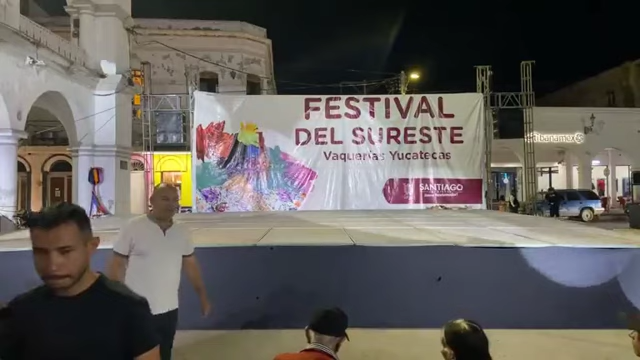 FESTIVAL
DEL SURESTE
Vaquerías Yucatecas
SANTIAGO
Citibanamex